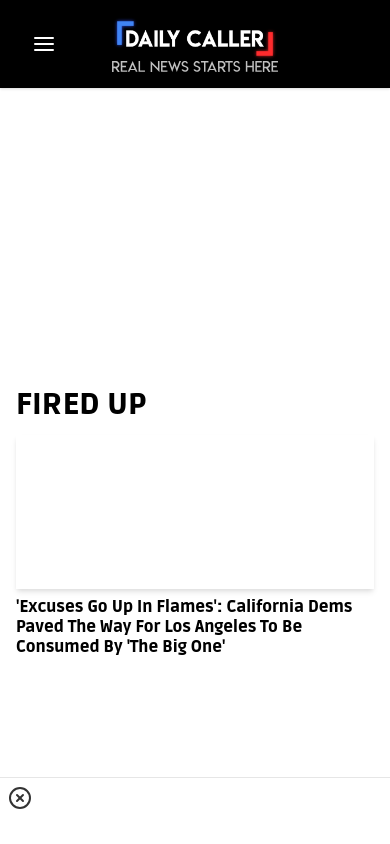 DAILY CALLER
REAL NEWS STARTS HERE
FIRED UP
'Excuses Go Up In Flames': California Dems
Paved The Way For Los Angeles To Be
Consumed By 'The Big One'